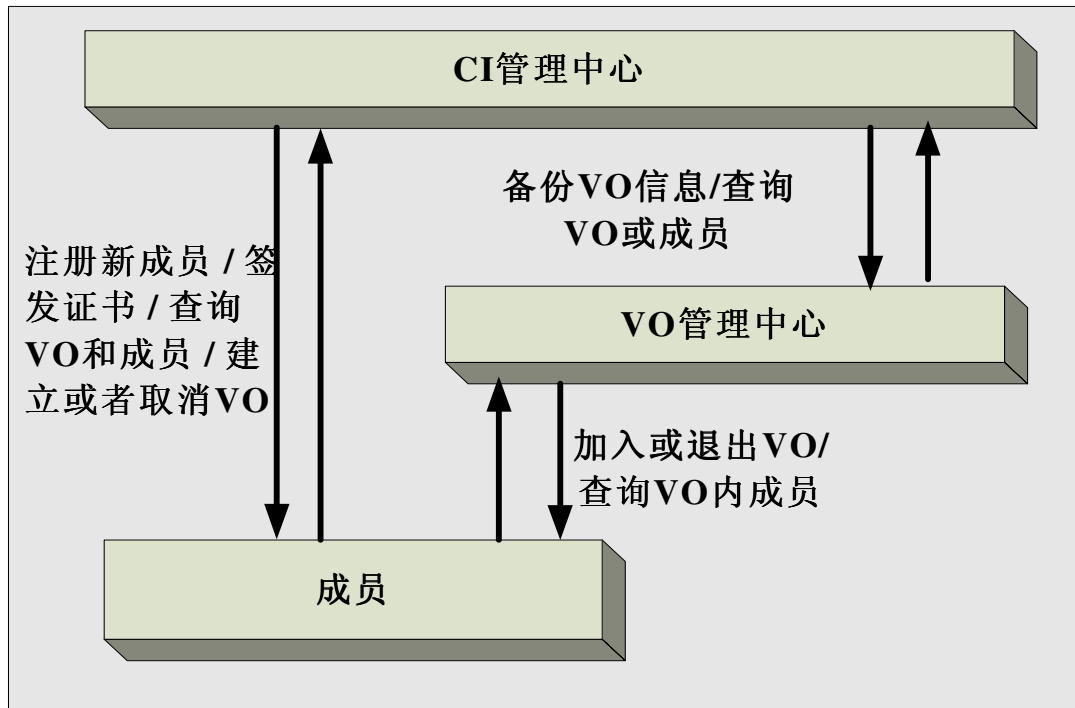 CI管理中心
备份VO信息/查询
VO或成员
注册新成员 / 签
发证书 / 查询
VO和成员 / 建
立或者取消VO
VO管理中心
加入或退出VO/
查询VO内成员
成员